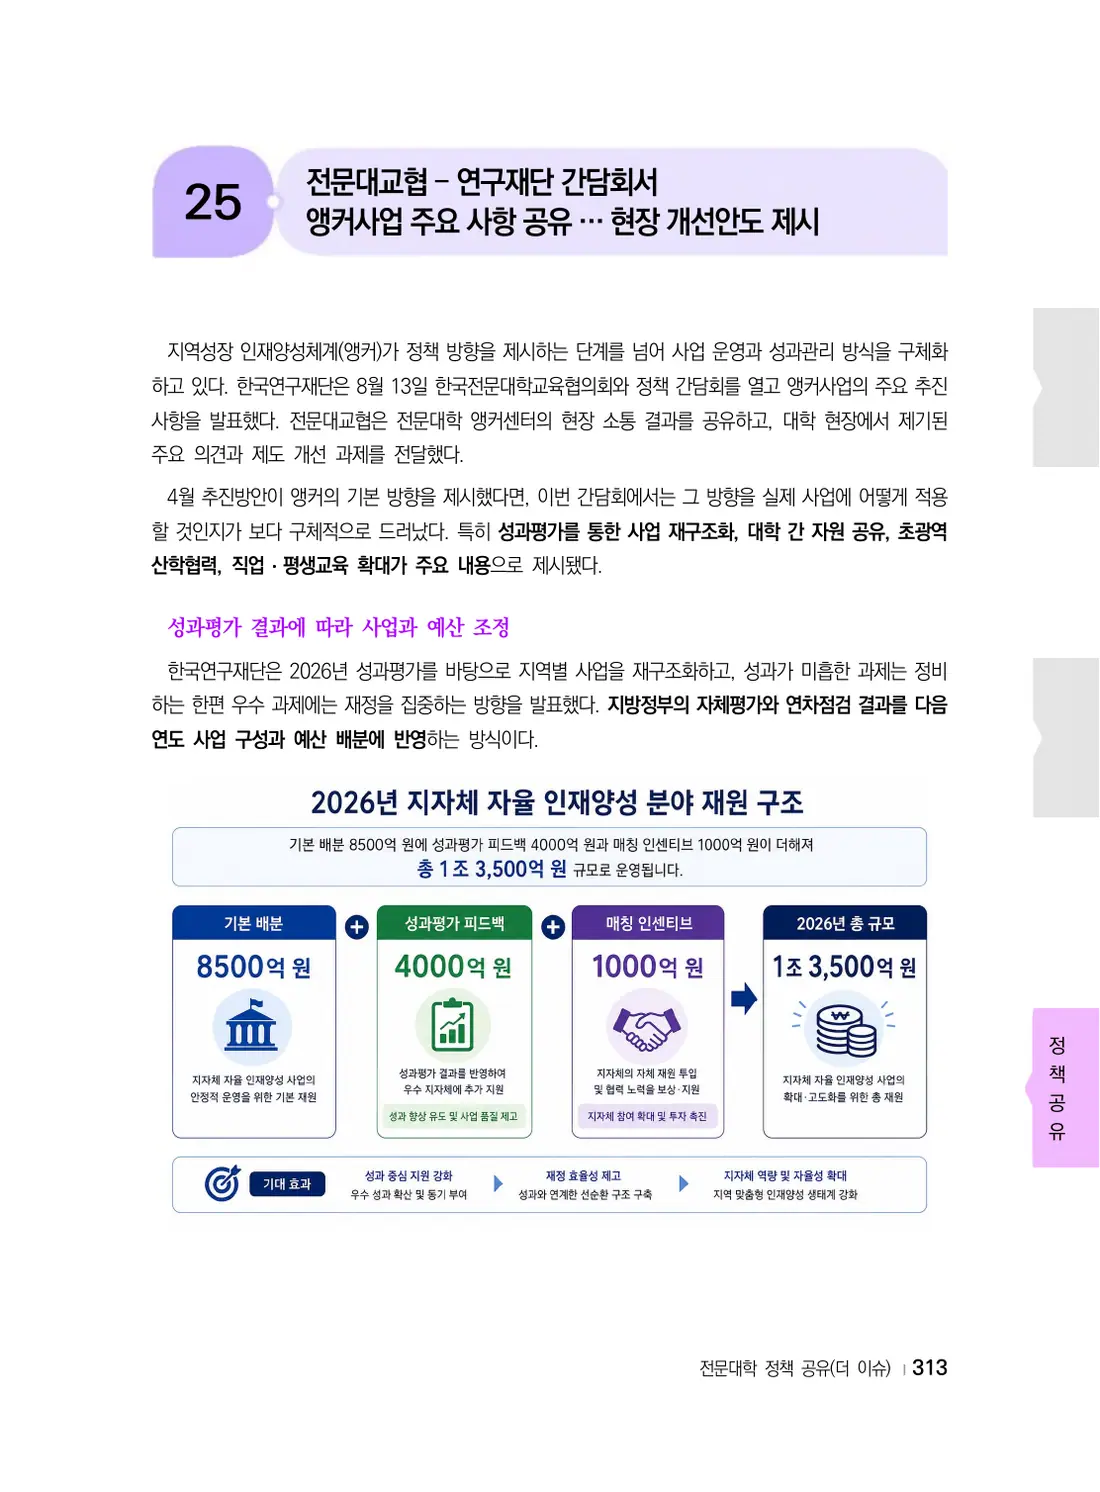 25
전문대교협 – 연구재단 간담회서
앵커사업 주요 사항 공유 … 현장 개선안도 제시
지역성장 인재양성체계(앵커)가 정책 방향을 제시하는 단계를 넘어 사업 운영과 성과관리 방식을 구체화
하고 있다. 한국연구재단은 8월 13일 한국전문대학교육협의회와 정책 간담회를 열고 앵커사업의 주요 추진
사항을 발표했다. 전문대교협은 전문대학 앵커센터의 현장 소통 결과를 공유하고, 대학 현장에서 제기된
주요 의견과 제도 개선 과제를 전달했다.
4월 추진방안이 앵커의 기본 방향을 제시했다면, 이번 간담회에서는 그 방향을 실제 사업에 어떻게 적용
할 것인지가 보다 구체적으로 드러났다. 특히 성과평가를 통한 사업 재구조화, 대학 간 자원 공유, 초광역
산학협력, 직업 · 평생교육 확대가 주요 내용으로 제시됐다.
성과평가 결과에 따라 사업과 예산 조정
한국연구재단은 2026년 성과평가를 바탕으로 지역별 사업을 재구조화하고, 성과가 미흡한 과제는 정비
하는 한편 우수 과제에는 재정을 집중하는 방향을 발표했다. 지방정부의 자체평가와 연차점검 결과를 다음
연도 사업 구성과 예산 배분에 반영하는 방식이다.
2026년 지자체 자율 인재양성 분야 재원 구조
기본 배분 8500억 원에 성과평가 피드백 4000억 원과 매칭 인센티브 1000억 원이 더해져
총 1조 3,500억 원 규모로 운영됩니다.
기본 배분
8500억 원
지자체 자율 인재양성 사업의
안정적 운영을 위한 기본 재원
성과평가 피드백
4000억 원
성과평가 결과를 반영하여
우수 지자체에 추가 지원
성과 향상 유도 및 사업 품질 제고
매칭 인센티브
1000억 원
지자체의 자체 재원 투입
및 협력 노력을 보상·지원
지자체 참여 확대 및 투자 촉진
2026년 총 규모
1조 3,500억 원
지자체 자율 인재양성 사업의
확대·고도화를 위한 총 재원
기대 효과
성과 중심 지원 강화
우수 성과 확산 및 동기 부여
재정 효율성 제고
성과와 연계한 선순환 구조 구축
지자체 역량 및 자율성 확대
지역 맞춤형 인재양성 생태계 강화
정
책
공
유
전문대학 정책 공유(더 이슈) | 313